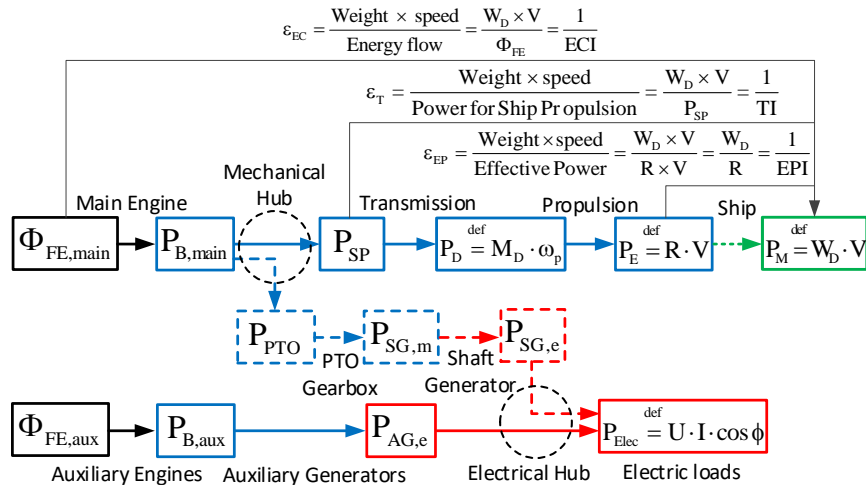 ε_EC = Weight × speed / Energy flow = W_D × V / Φ_FE = 1 / ECI
ε_T = Weight × speed / Power for Ship Propulsion = W_D × V / P_SP = 1 / TI
ε_EP = Weight × speed / Effective Power = W_D × V / R × V = W_D / R = 1 / EPI
Mechanical Hub
Main Engine
Transmission
Propulsion
Ship
Φ_FE,main
P_B,main
P_SP
P_D def= M_D · ω_p
P_E def= R · V
P_M def= W_D · V
P_PTO
P_SG,m
P_SG,e
PTO Gearbox
Shaft Generator
Φ_FE,aux
P_B,aux
P_AG,e
P_Elec def= U · I · cos ϕ
Auxiliary Engines
Auxiliary Generators
Electrical Hub
Electric loads